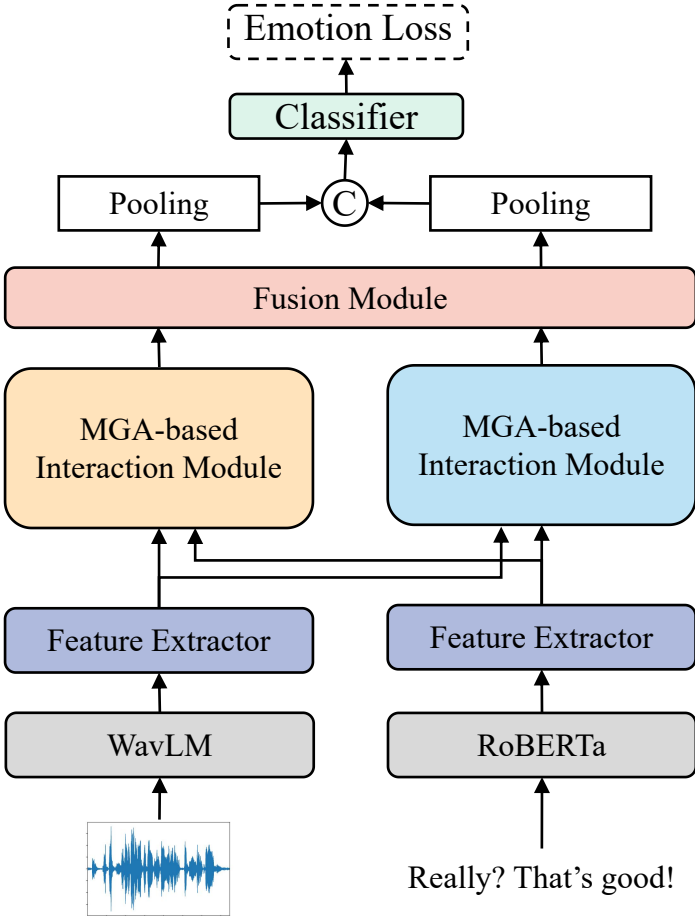 Emotion Loss
Classifier
Pooling
C
Pooling
Fusion Module
MGA-based
Interaction Module
MGA-based
Interaction Module
Feature Extractor
Feature Extractor
WavLM
RoBERTa
Really? That’s good!